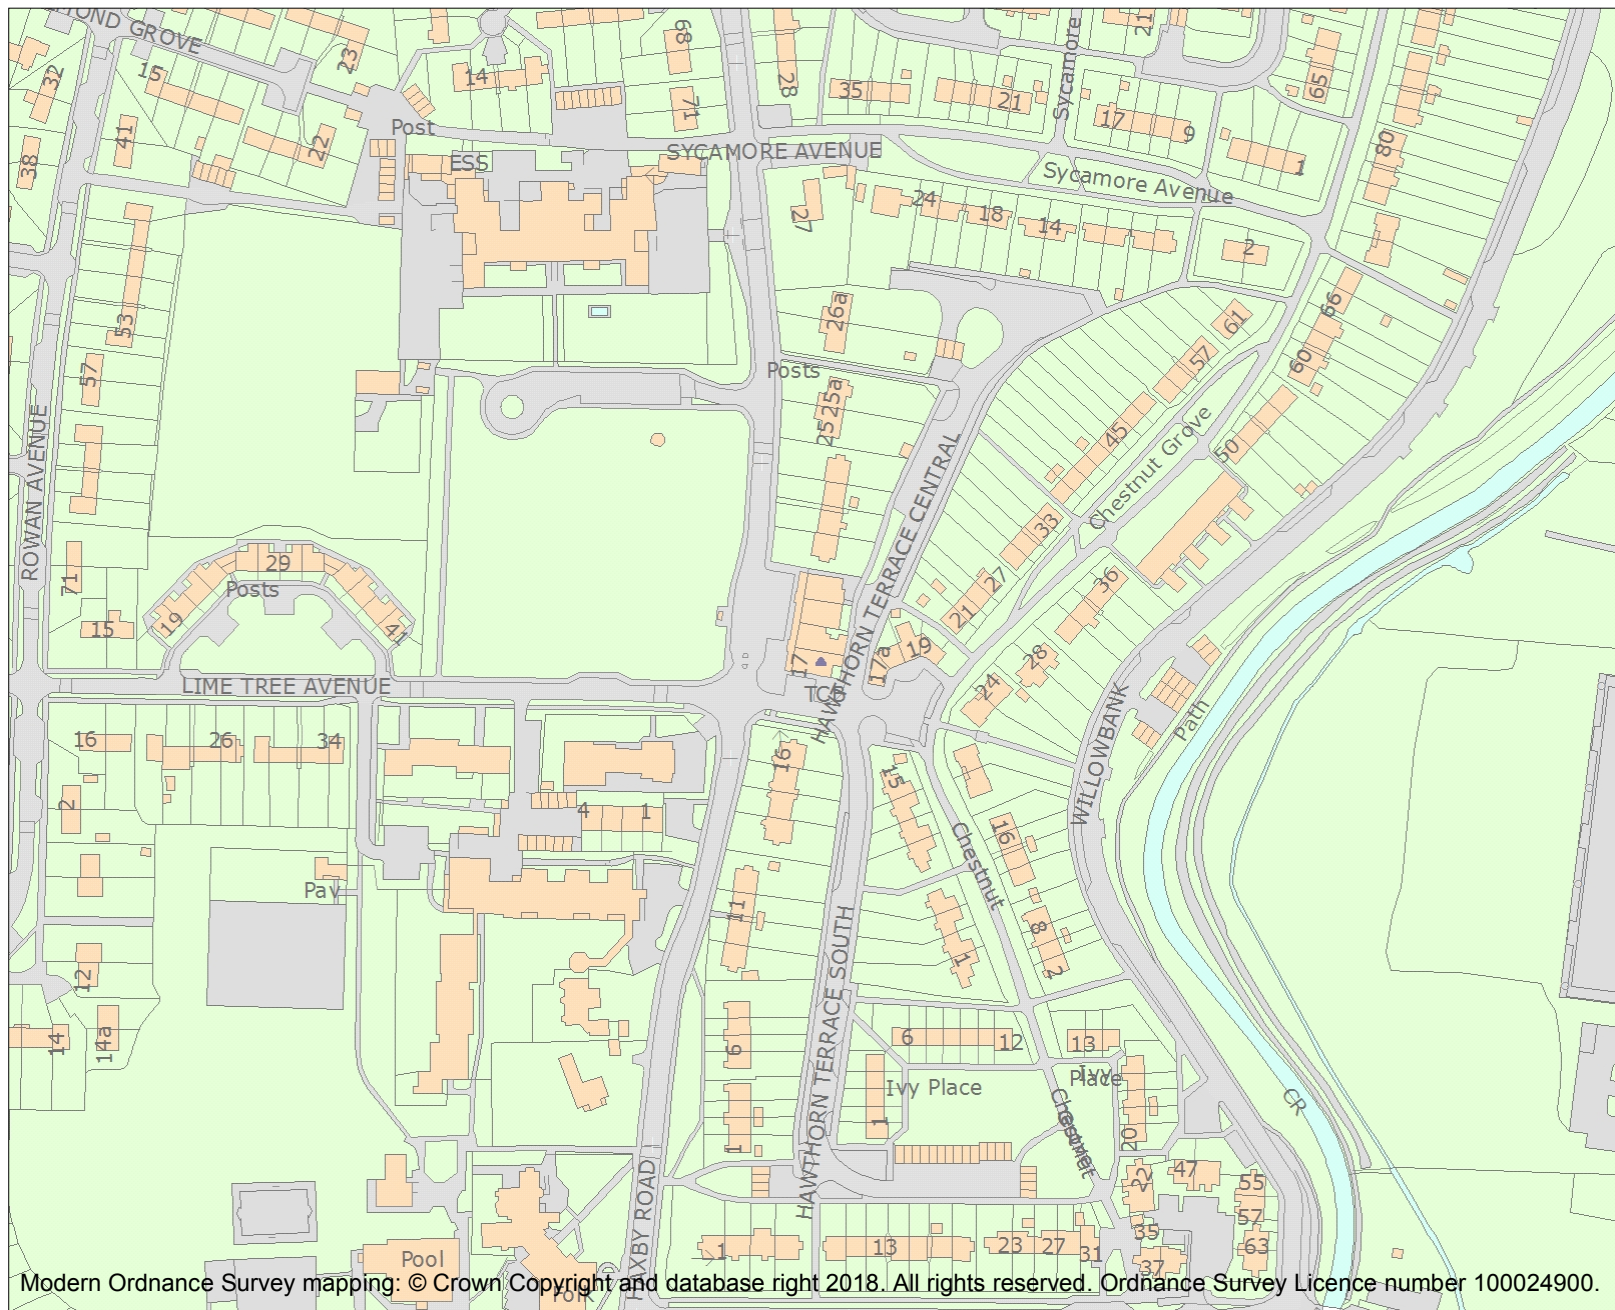 MOND GROVE
68
23
21
Sycamore
32
15
14
28
35
21
65
71
17
9
41
22
Post
80
38
ESS
SYCAMORE AVENUE
1
Sycamore Avenue
24
18
14
27
2
53
26a
66
61
57
60
57
Posts
25a
25
45
50
ROWAN AVENUE
HAWTHORN TERRACE CENTRAL
Chestnut Grove
33
29
71
Posts
27
36
19
41
15
21
17
17a
19
28
24
LIME TREE AVENUE
TCB
WILLOWBANK
Path
16
26
34
16
15
2
4
1
16
Chestnut
Pav
11
8
2
1
12
HAWTHORN TERRACE SOUTH
14
14a
6
6
12
13
Ivy Place
Ivy
Place
Chestnut
Grove
CR
1
1
20
HAXBY ROAD
22
47
55
57
35
63
1
13
23
27
31
37
Pool
Folk
Modern Ordnance Survey mapping: © Crown Copyright and database right 2018. All rights reserved. Ordnance Survey Licence number 100024900.